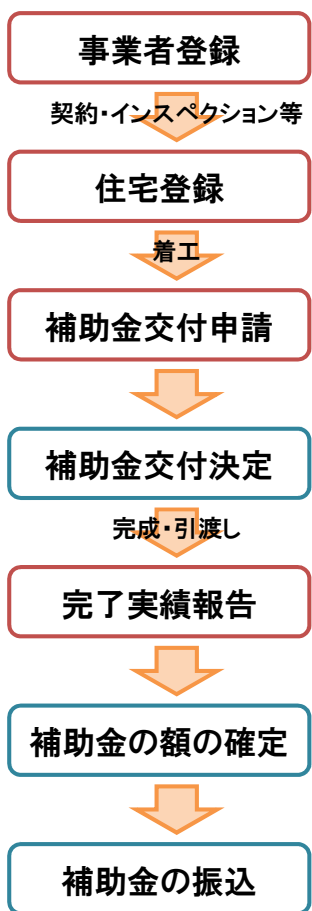 事業者登録
契約・インスペクション等
住宅登録
着工
補助金交付申請
補助金交付決定
完成・引渡し
完了実績報告
補助金の額の確定
補助金の振込